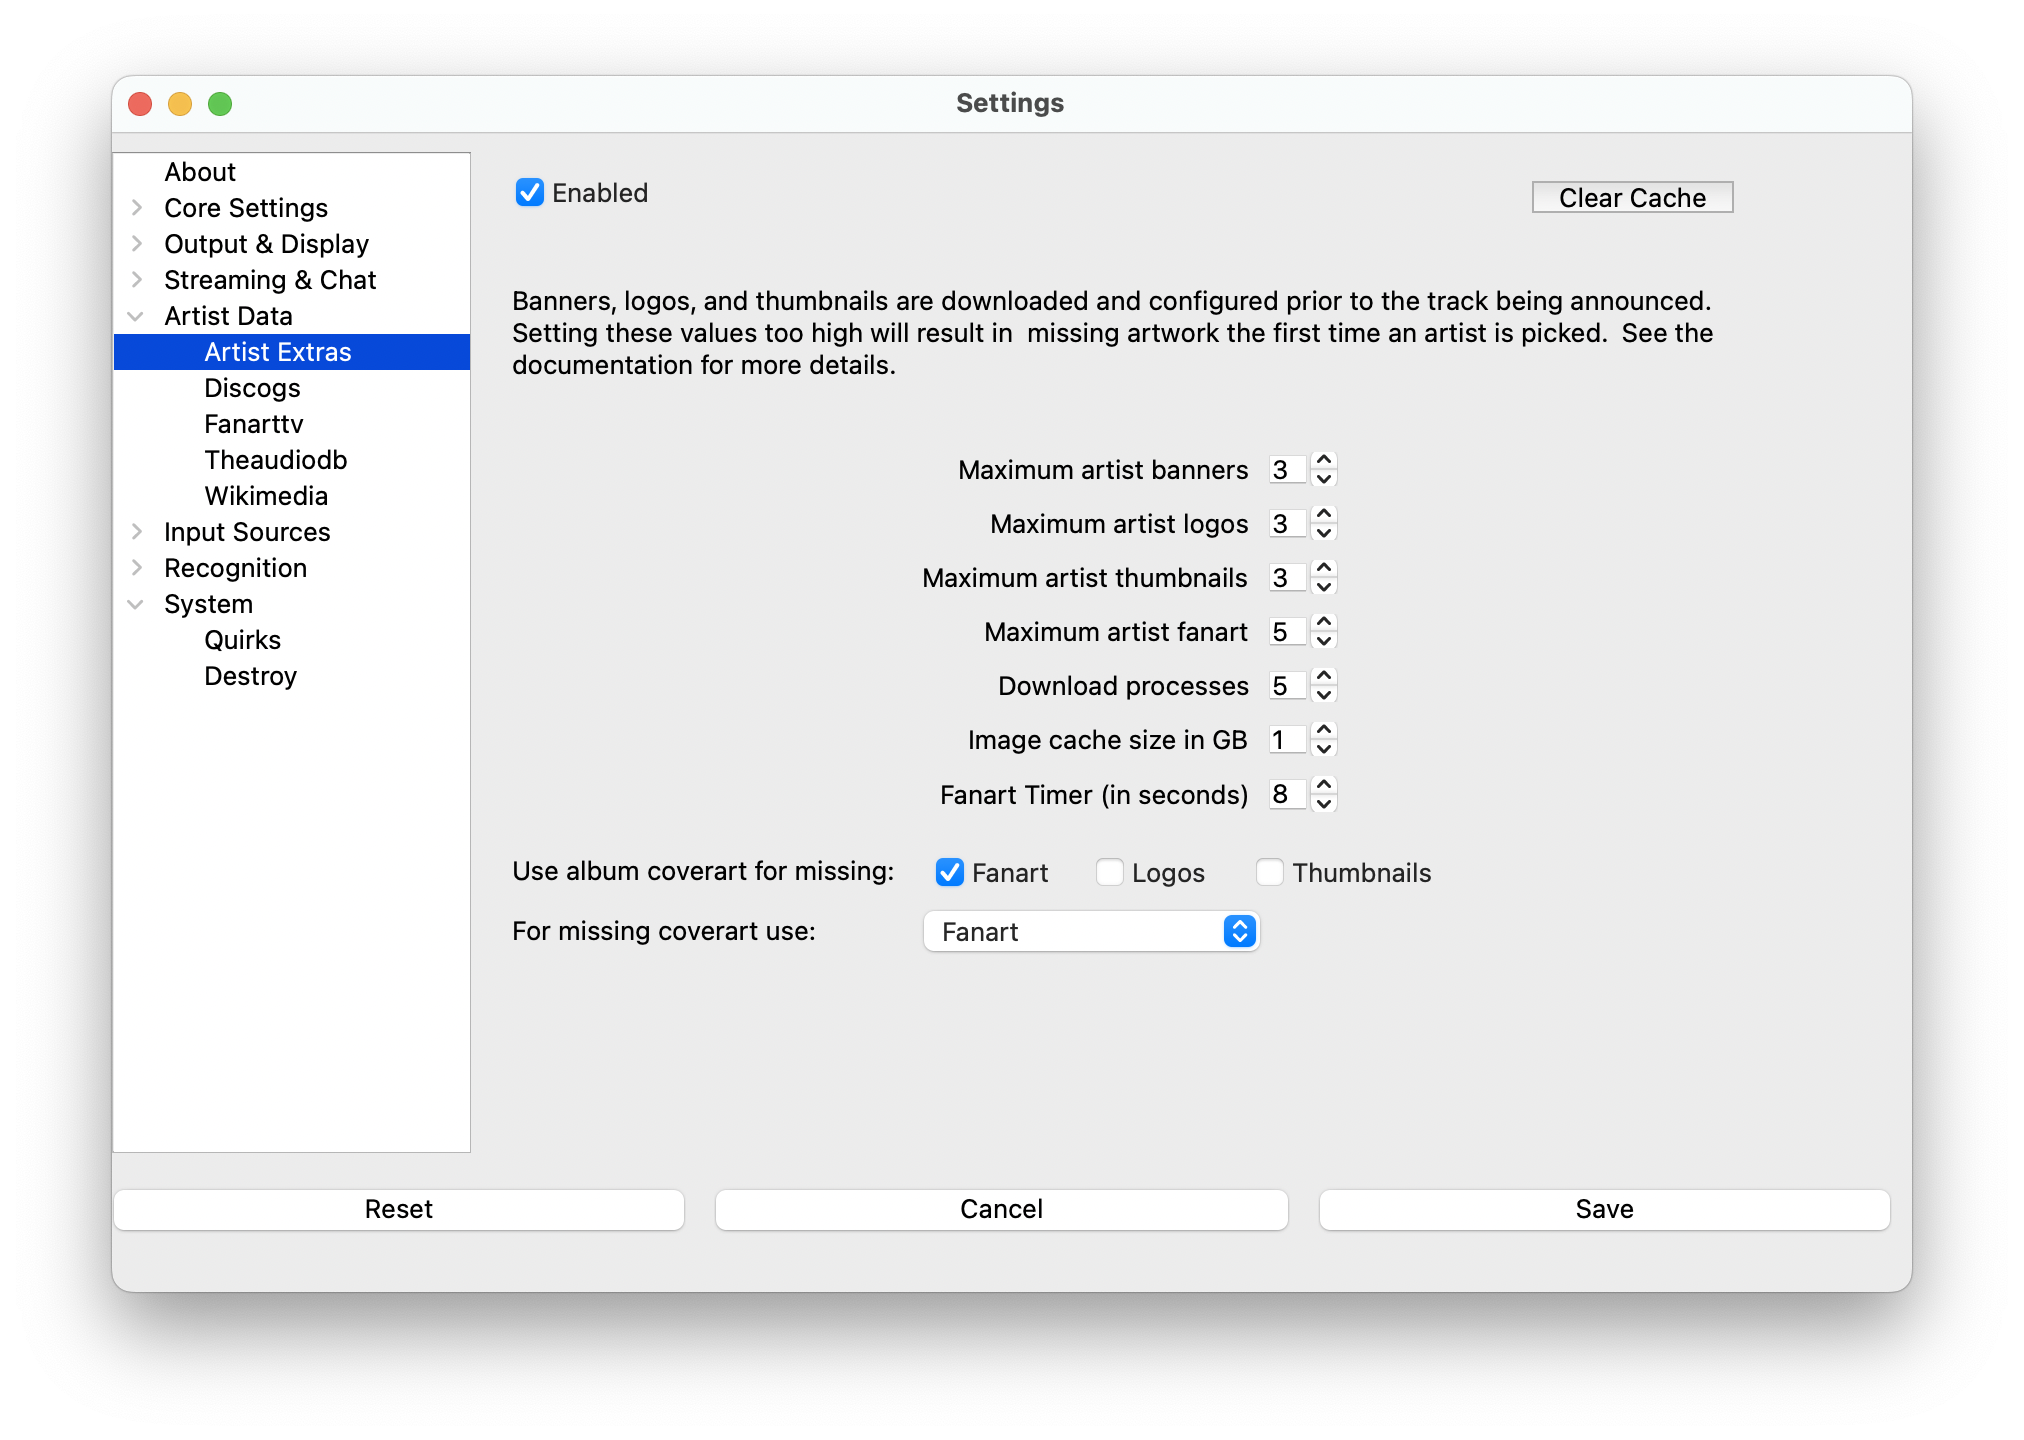 Settings
About
Core Settings
Output & Display
Streaming & Chat
Artist Data
Artist Extras
Discogs
Fanarttv
Theaudiodb
Wikimedia
Input Sources
Recognition
System
Quirks
Destroy
Enabled
Clear Cache
Banners, logos, and thumbnails are downloaded and configured prior to the track being announced.
Setting these values too high will result in  missing artwork the first time an artist is picked.  See the
documentation for more details.
Maximum artist banners 3
Maximum artist logos 3
Maximum artist thumbnails 3
Maximum artist fanart 5
Download processes 5
Image cache size in GB 1
Fanart Timer (in seconds) 8
Use album coverart for missing: Fanart Logos Thumbnails
For missing coverart use: Fanart
Reset Cancel Save